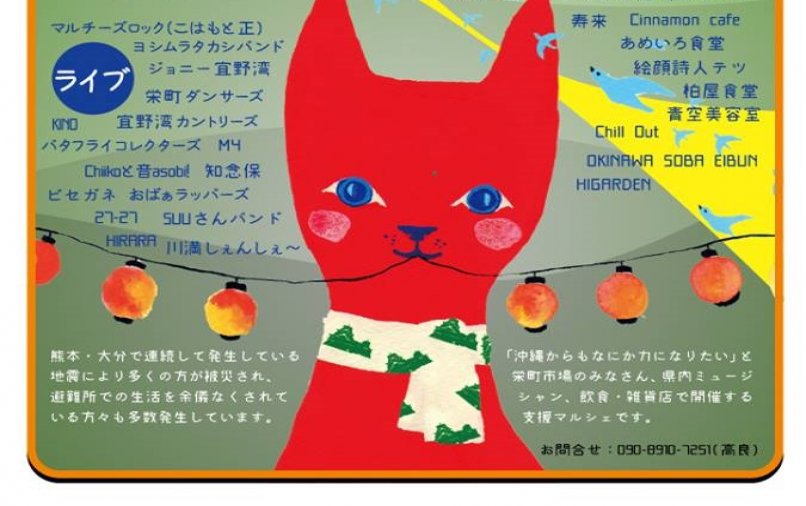 マルチーズロック(こはもと 正)
ヨシムラタカシバンド
ライブ
ジョニー宜野湾
栄町ダンサーズ
KINO 宜野湾カントリーズ
バタフライコレクターズ M4
Chiikoと音asobi! 知念保
ビセガネ おばぁラッパーズ
27-27 SUUさんバンド
HIRARA 川満しぇんしぇ〜
寿来 Cinnamon cafe
あめいろ食堂
絵顔詩人テツ
柏屋食堂
青空美容室
Chill Out
OKINAWA SOBA EIBUN
HIGARDEN
熊本・大分で連続して発生している
地震により多くの方が被災され、
避難所での生活を余儀なくされて
いる方々も多数発生しています。
「沖縄からもなにか力になりたい」と
栄町市場のみなさん、県内ミュージ
シャン、飲食・雑貨店で開催する
支援マルシェです。
お問合せ：090-8910-7251(高良)